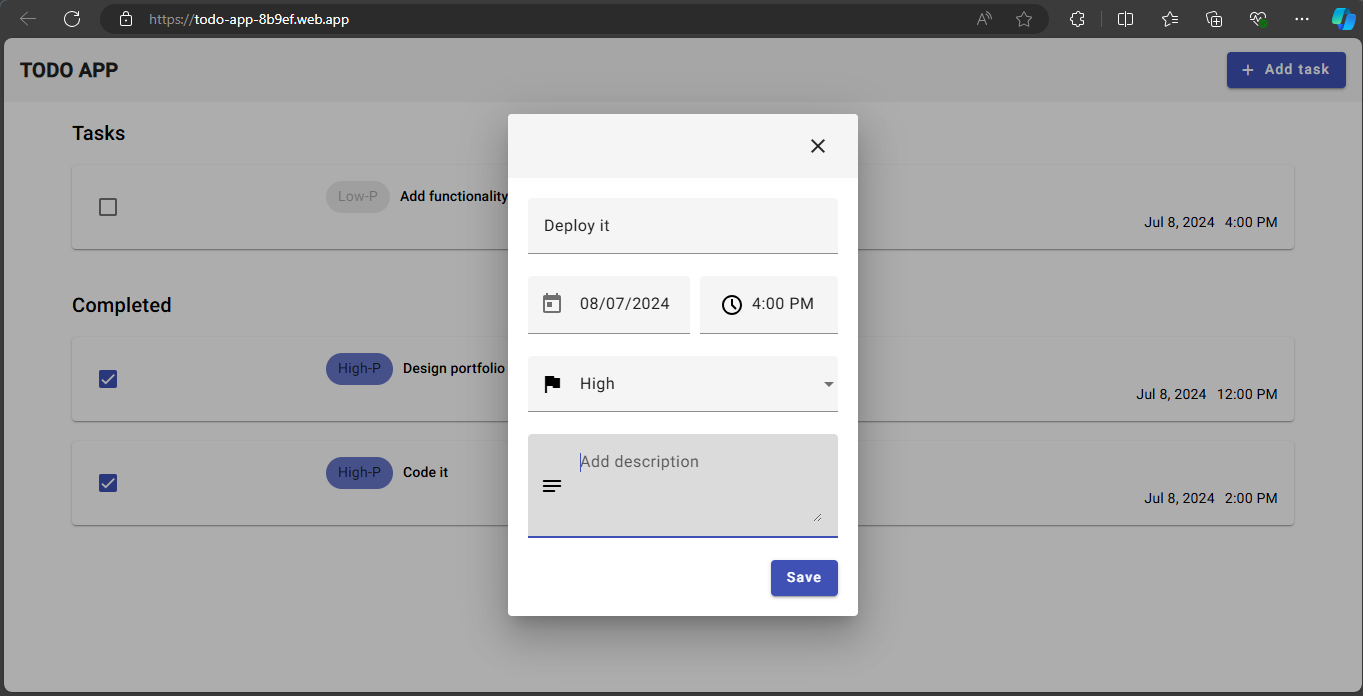 https://todo-app-8b9ef.web.app
TODO APP
+ Add task
Tasks
Low-P Add functionality
Jul 8, 2024 4:00 PM
Completed
High-P Design portfolio
Jul 8, 2024 12:00 PM
High-P Code it
Jul 8, 2024 2:00 PM
Deploy it
08/07/2024 4:00 PM
High
Add description
Save